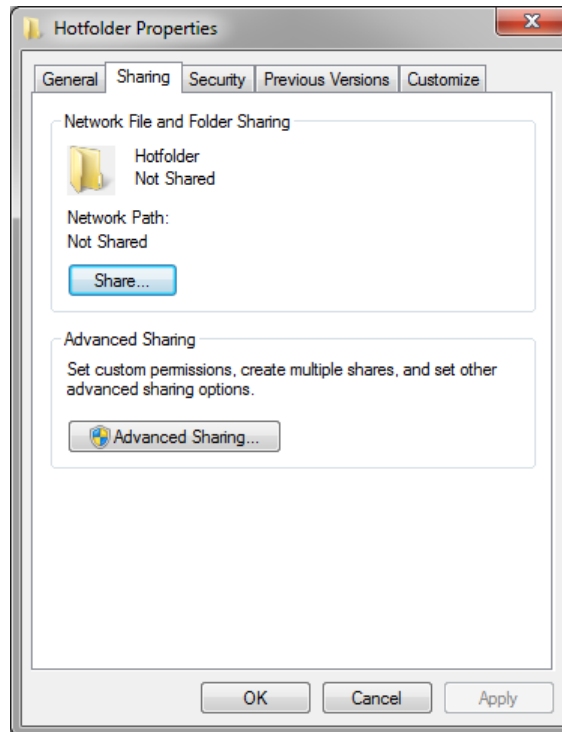 Hotfolder Properties
General Sharing Security Previous Versions Customize
Network File and Folder Sharing
Hotfolder
Not Shared
Network Path:
Not Shared
Share...
Advanced Sharing
Set custom permissions, create multiple shares, and set other
advanced sharing options.
Advanced Sharing...
OK Cancel Apply